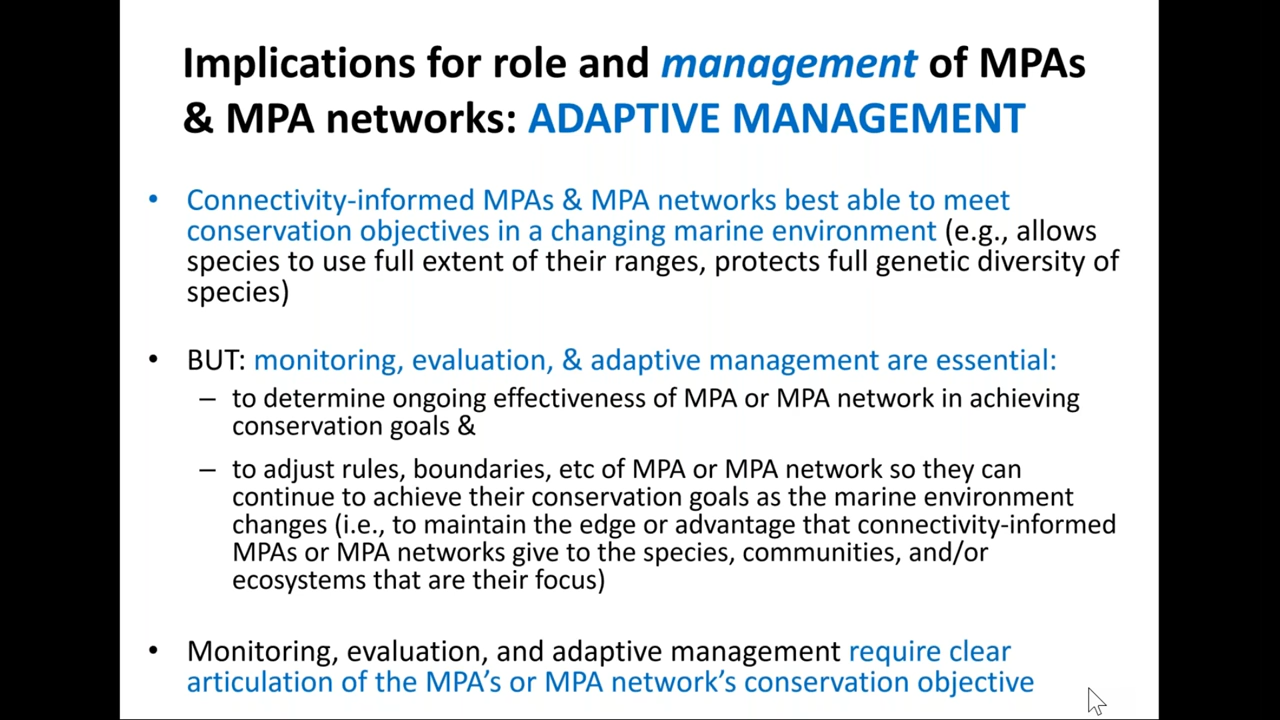 Implications for role and management of MPAs
& MPA networks: ADAPTIVE MANAGEMENT
• Connectivity-informed MPAs & MPA networks best able to meet
conservation objectives in a changing marine environment (e.g., allows
species to use full extent of their ranges, protects full genetic diversity of
species)
• BUT: monitoring, evaluation, & adaptive management are essential:
– to determine ongoing effectiveness of MPA or MPA network in achieving
conservation goals &
– to adjust rules, boundaries, etc of MPA or MPA network so they can
continue to achieve their conservation goals as the marine environment
changes (i.e., to maintain the edge or advantage that connectivity-informed
MPAs or MPA networks give to the species, communities, and/or
ecosystems that are their focus)
• Monitoring, evaluation, and adaptive management require clear
articulation of the MPA’s or MPA network’s conservation objective